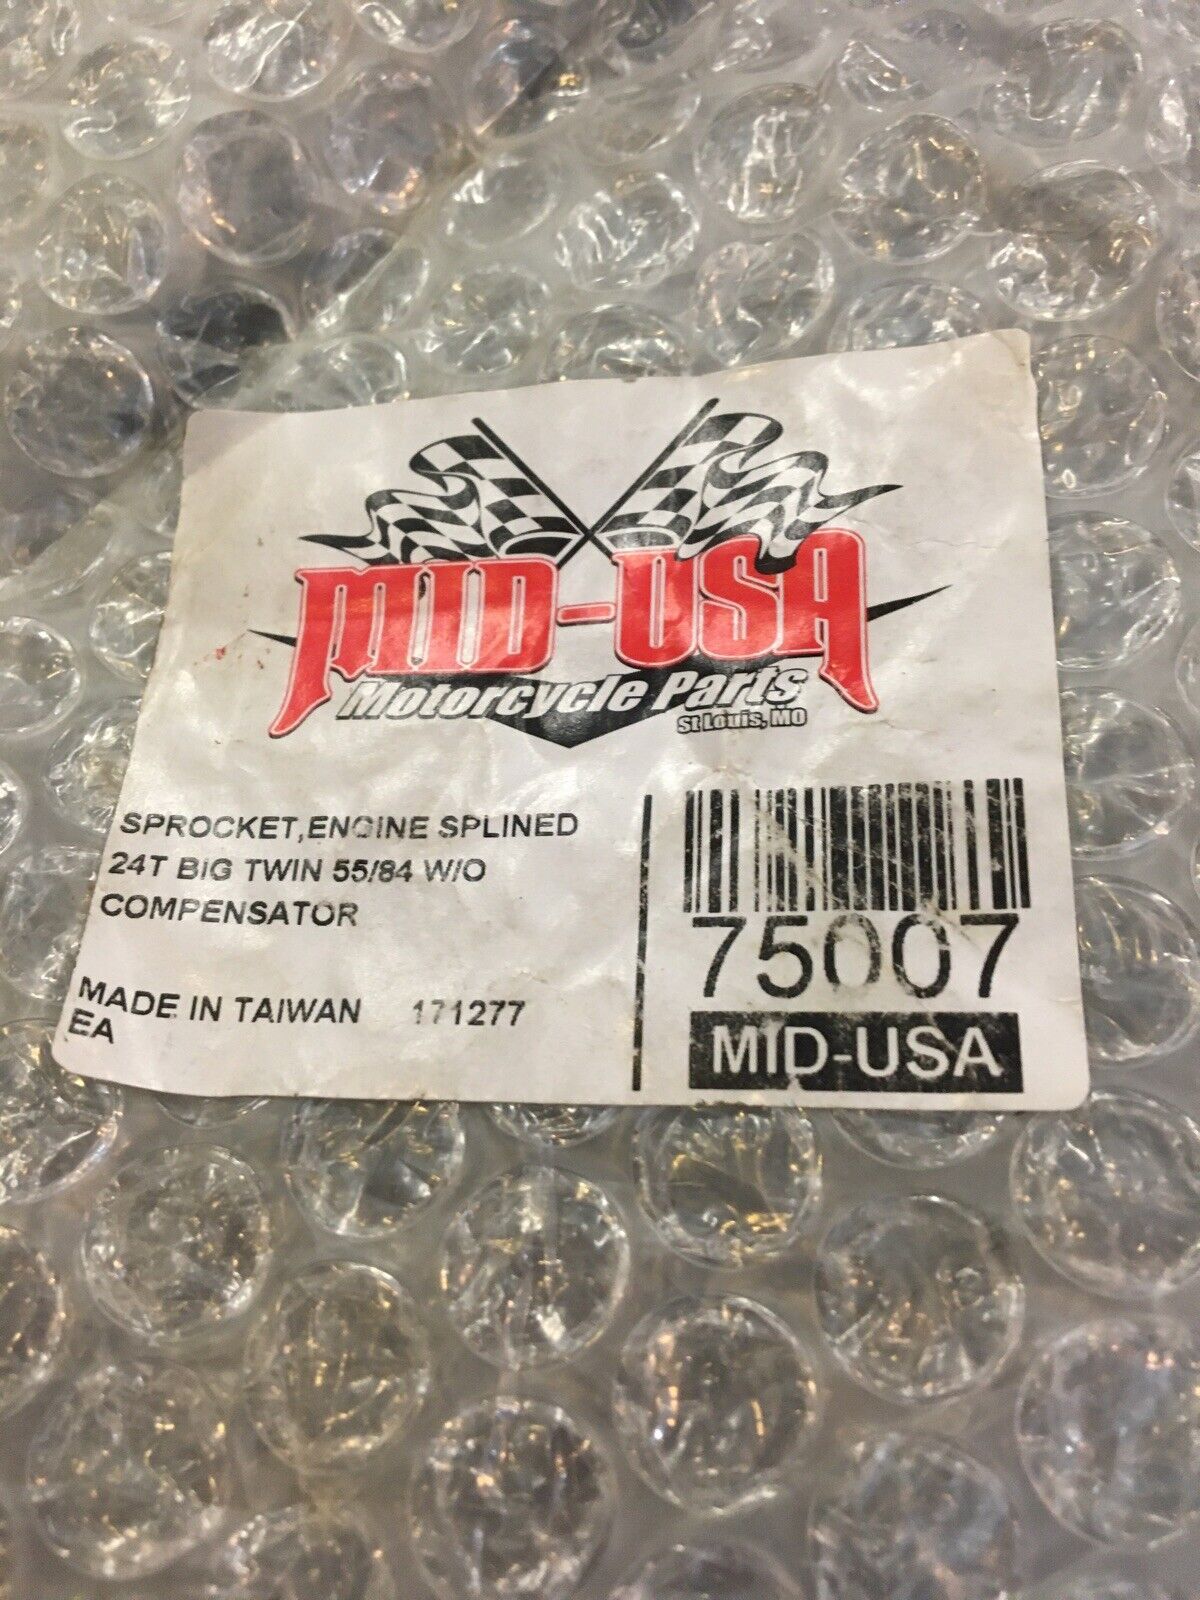 MID-USA
Motorcycle Parts
St Louis, MO
SPROCKET,ENGINE SPLINED
24T BIG TWIN 55/84 W/O
COMPENSATOR
MADE IN TAIWAN 171277
EA
75007
MID-USA